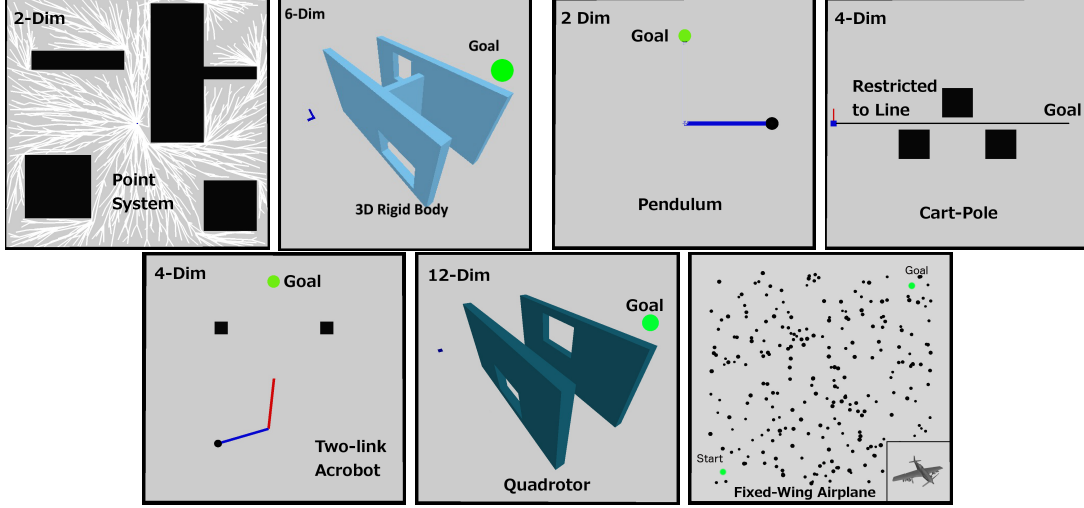 2-Dim
Point
System
6-Dim
Goal
3D Rigid Body
2 Dim
Goal
Pendulum
4-Dim
Restricted
to Line
Goal
Cart-Pole
4-Dim
Goal
Two-link
Acrobot
12-Dim
Goal
Quadrotor
Goal
Start
Fixed-Wing Airplane